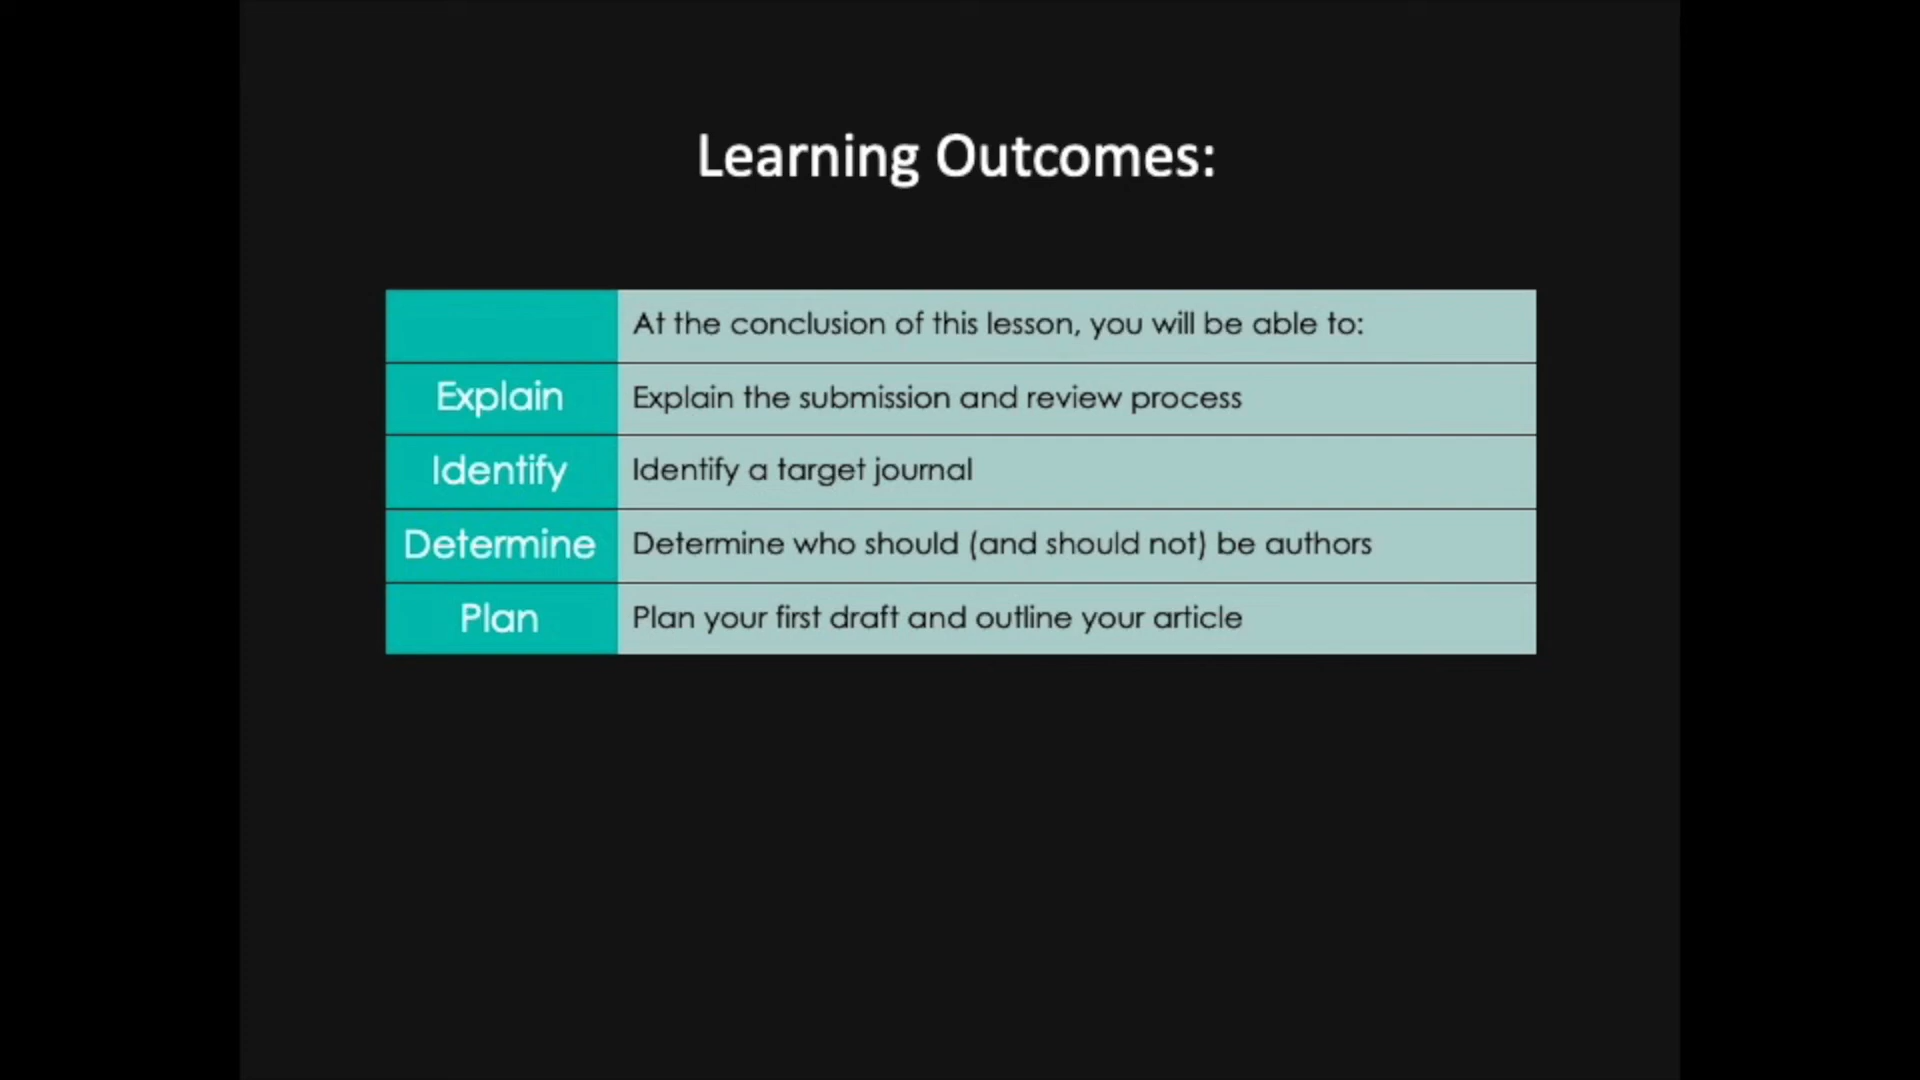 Learning Outcomes:
At the conclusion of this lesson, you will be able to:
Explain
Explain the submission and review process
Identify
Identify a target journal
Determine
Determine who should (and should not) be authors
Plan
Plan your first draft and outline your article